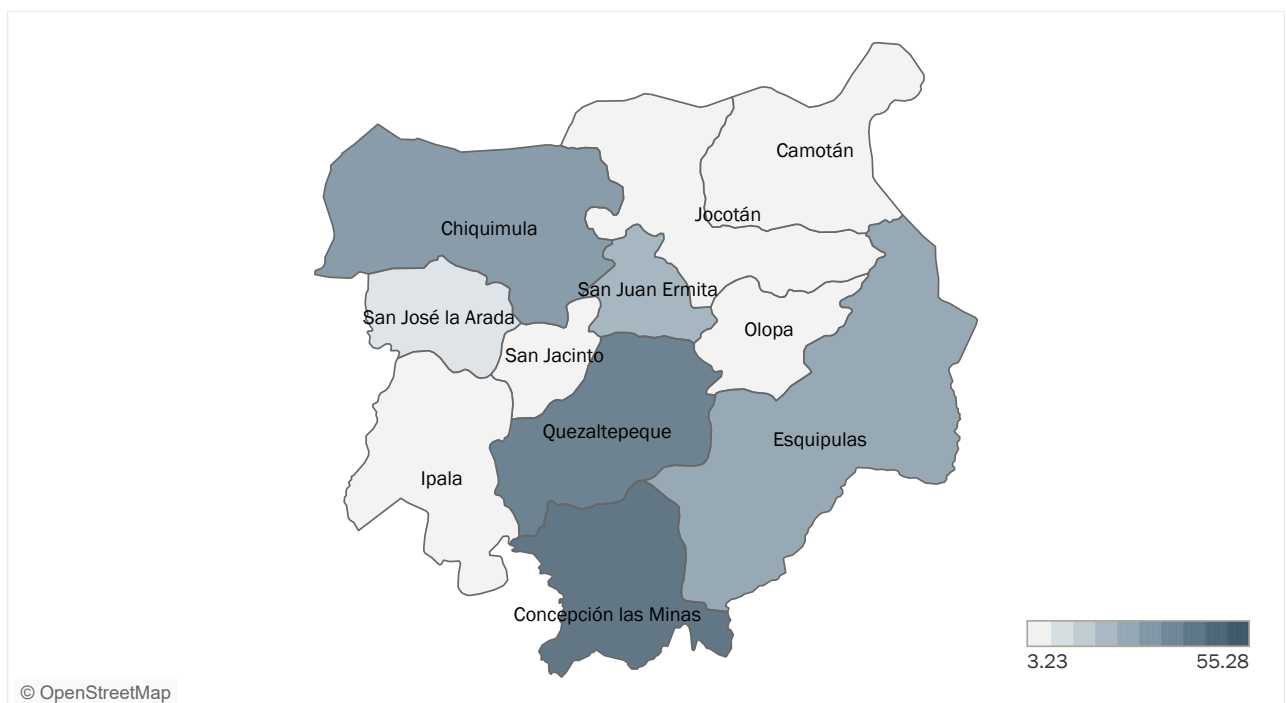 Camotán
Jocotán
Chiquimula
San Juan Ermita
San José la Arada
Olopa
San Jacinto
Quezaltepeque
Esquipulas
Ipala
Concepción las Minas
3.23
55.28
© OpenStreetMap